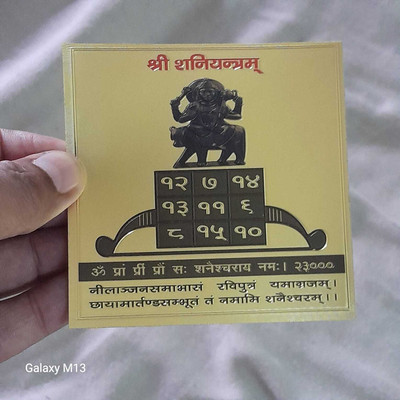 श्री शनियन्त्रम्
१२ ७ १४
१३ ११ ६
८ १५ १०
ॐ प्रां प्रीं प्रौं सः शनैश्चराय नमः। २३०००
नीलाञ्जनसमाभासं रविपुत्रं यमाग्रजम्।
छायामार्तण्डसम्भूतं तं नमामि शनैश्चरम्।।
Galaxy M13